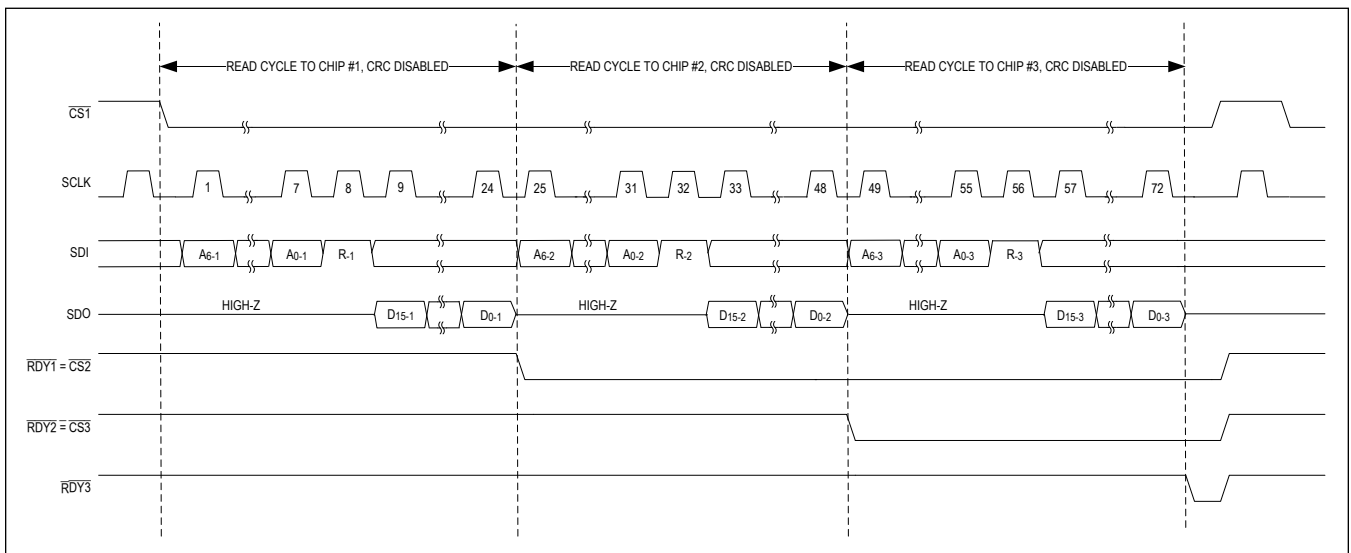 READ CYCLE TO CHIP #1, CRC DISABLED READ CYCLE TO CHIP #2, CRC DISABLED READ CYCLE TO CHIP #3, CRC DISABLED
CS1
SCLK 1 7 8 9 24 25 31 32 33 48 49 55 56 57 72
SDI A6-1 A0-1 R-1 A6-2 A0-2 R-2 A6-3 A0-3 R-3
SDO HIGH-Z D15-1 D0-1 HIGH-Z D15-2 D0-2 HIGH-Z D15-3 D0-3
RDY1 = CS2
RDY2 = CS3
RDY3